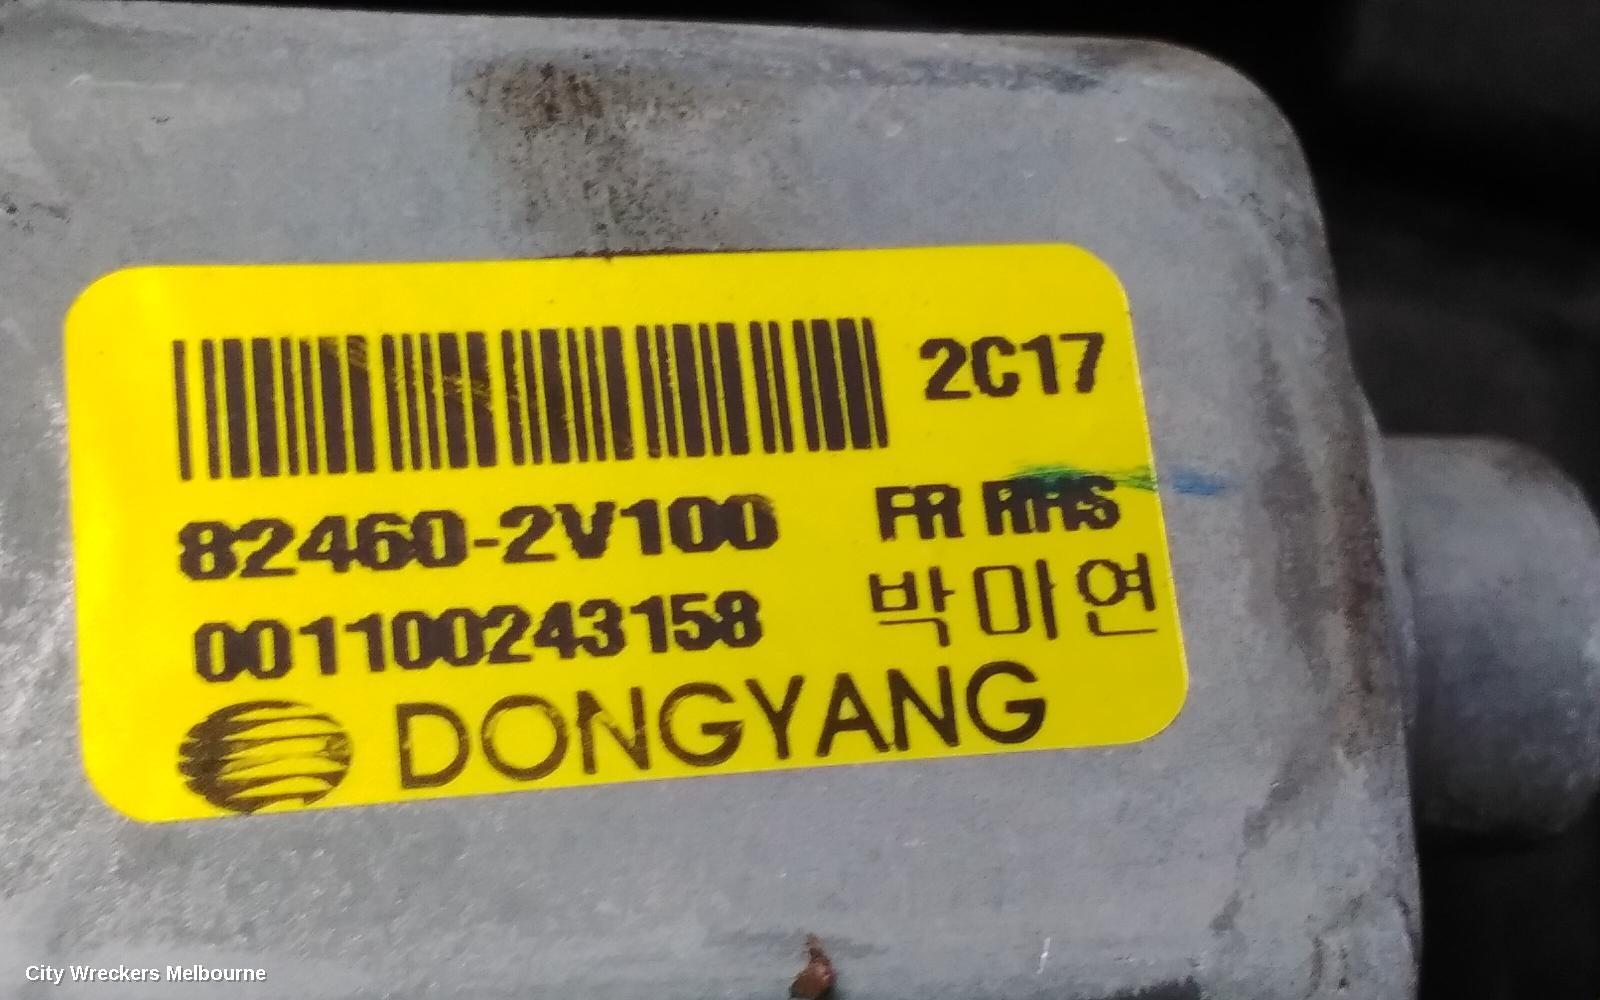 2C17
82460-2V100 FR RHS
001100243158 박미연
DONGYANG
City Wreckers Melbourne